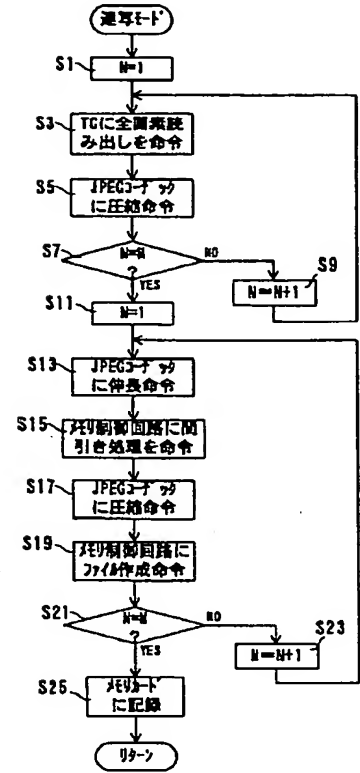 連写モード
S1
N=1
S3
TGに全画素読
み出しを命令
S5
JPEGコーデック
に圧縮命令
S7
N=N
?
NO
YES
S9
N=N+1
S11
N=1
S13
JPEGコーデック
に伸長命令
S15
メモリ制御回路に間
引き処理を命令
S17
JPEGコーデック
に圧縮命令
S19
メモリ制御回路に
ファイル作成命令
S21
N=N
?
NO
YES
S23
N=N+1
S25
メモリカード
に記録
リターン